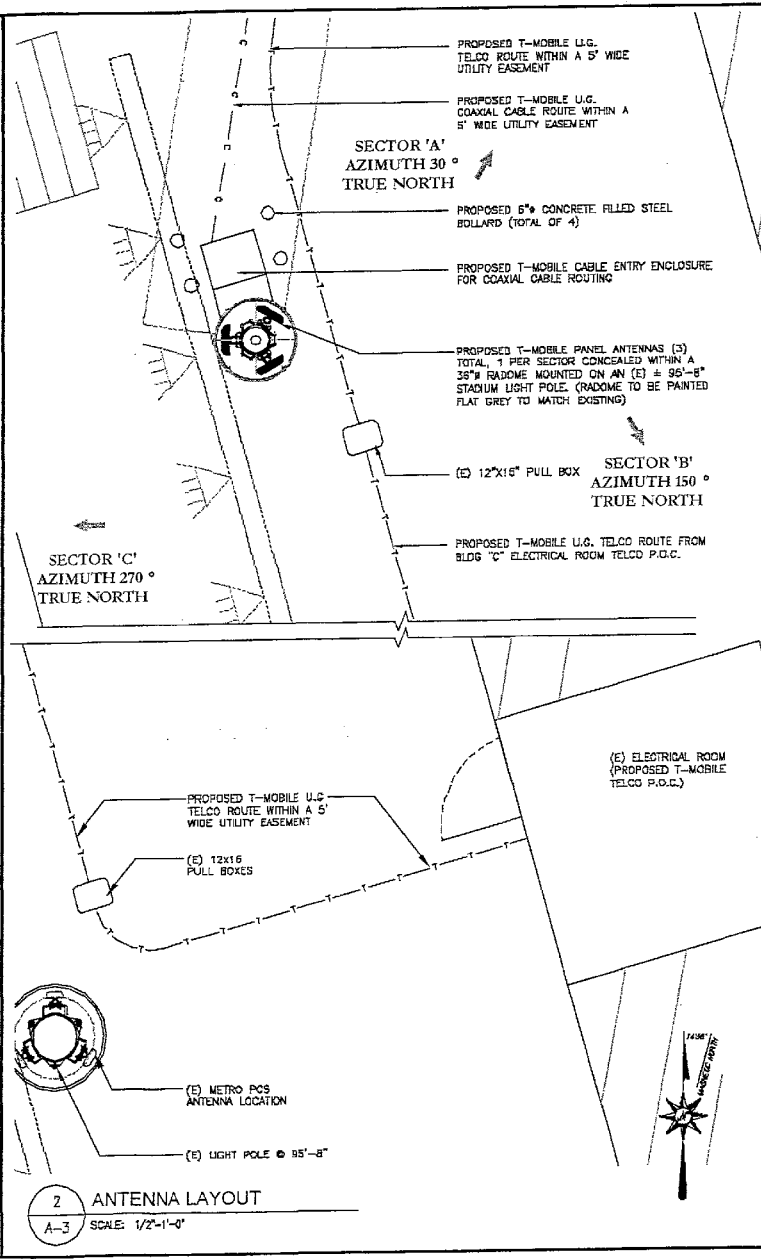 PROPOSED T-MOBILE U.G.
TELCO ROUTE WITHIN A 5' WIDE
UTILITY EASEMENT
PROPOSED T-MOBILE U.G.
COAXIAL CABLE ROUTE WITHIN A
5' WIDE UTILITY EASEMENT
SECTOR 'A'
AZIMUTH 30 °
TRUE NORTH
PROPOSED 6"ø CONCRETE FILLED STEEL
BOLLARD (TOTAL OF 4)
PROPOSED T-MOBILE CABLE ENTRY ENCLOSURE
FOR COAXIAL CABLE ROUTING
PROPOSED T-MOBILE PANEL ANTENNAS (3)
TOTAL, 1 PER SECTOR CONCEALED WITHIN A
36"ø RADOME MOUNTED ON AN (E) ± 95'-8"
STADIUM LIGHT POLE. (RADOME TO BE PAINTED
FLAT GREY TO MATCH EXISTING)
(E) 12"X16" PULL BOX
SECTOR 'B'
AZIMUTH 150 °
TRUE NORTH
PROPOSED T-MOBILE U.G. TELCO ROUTE FROM
BLDG "C" ELECTRICAL ROOM TELCO P.O.C.
SECTOR 'C'
AZIMUTH 270 °
TRUE NORTH
(E) ELECTRICAL ROOM
(PROPOSED T-MOBILE
TELCO P.O.C.)
PROPOSED T-MOBILE U.G
TELCO ROUTE WITHIN A 5'
WIDE UTILITY EASEMENT
(E) 12x16
PULL BOXES
(E) METRO PCS
ANTENNA LOCATION
(E) LIGHT POLE @ 95'-8"
MAGNETIC NORTH
2
A-3
ANTENNA LAYOUT
SCALE: 1/2"-1'-0"